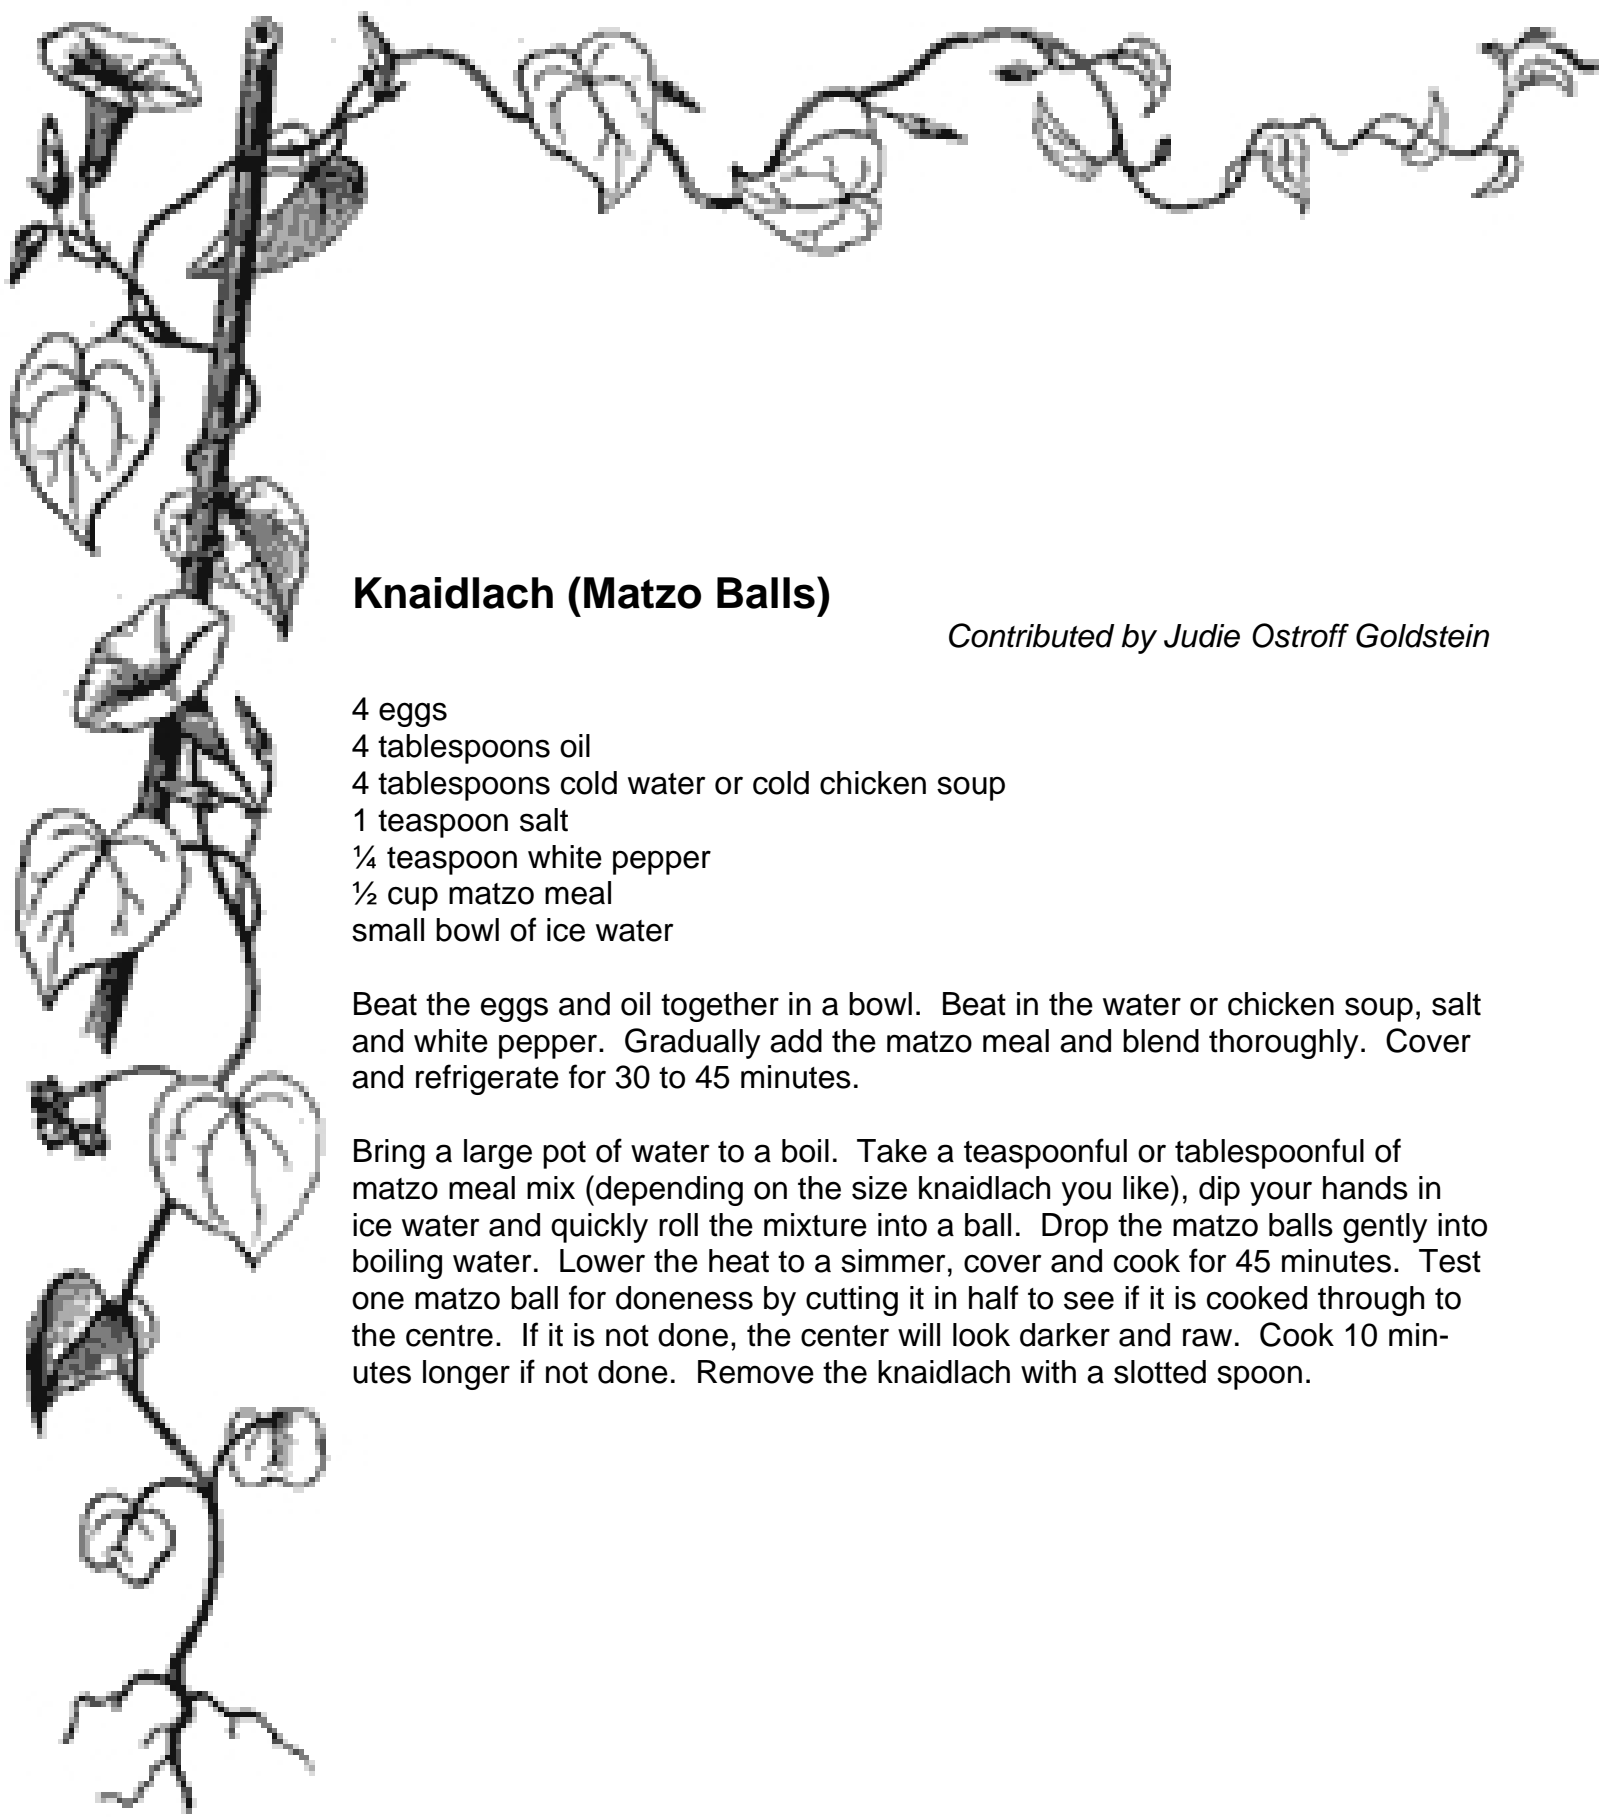 Knaidlach (Matzo Balls)
Contributed by Judie Ostroff Goldstein
4 eggs
4 tablespoons oil
4 tablespoons cold water or cold chicken soup
1 teaspoon salt
¼ teaspoon white pepper
½ cup matzo meal
small bowl of ice water
Beat the eggs and oil together in a bowl.  Beat in the water or chicken soup, salt
and white pepper.  Gradually add the matzo meal and blend thoroughly.  Cover
and refrigerate for 30 to 45 minutes.
Bring a large pot of water to a boil.  Take a teaspoonful or tablespoonful of
matzo meal mix (depending on the size knaidlach you like), dip your hands in
ice water and quickly roll the mixture into a ball.  Drop the matzo balls gently into
boiling water.  Lower the heat to a simmer, cover and cook for 45 minutes.  Test
one matzo ball for doneness by cutting it in half to see if it is cooked through to
the centre.  If it is not done, the center will look darker and raw.  Cook 10 min-
utes longer if not done.  Remove the knaidlach with a slotted spoon.